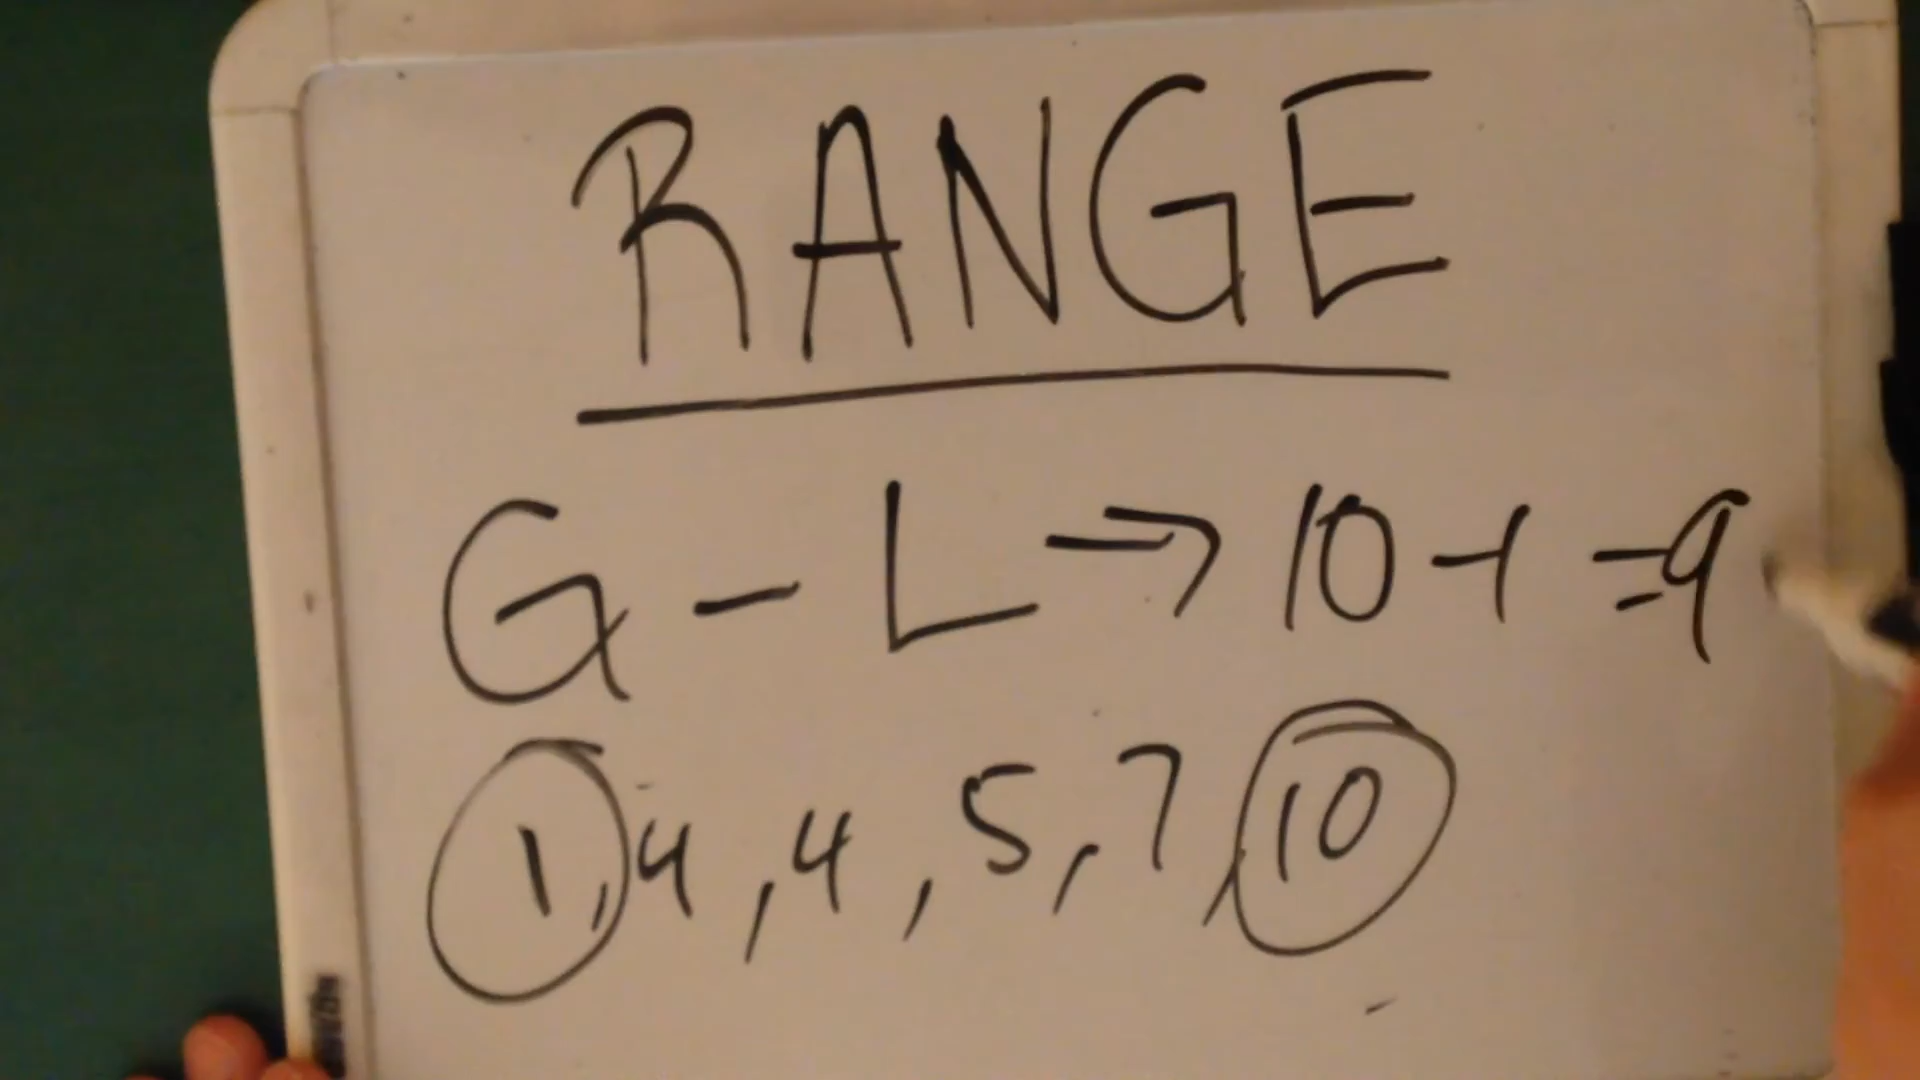 RANGE
G - L → 10 - 1 = 9
1, 4, 4, 5, 7, 10